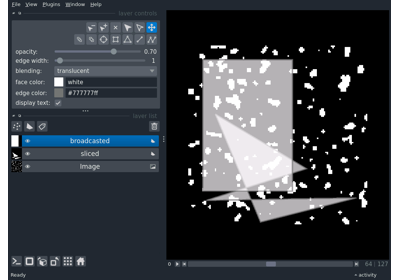 File View Plugins Window Help
layer controls
opacity: 0.70
edge width: 1
blending: translucent
face color: white
edge color: #777777ff
display text:
layer list
broadcasted
sliced
Image
64 127
Ready activity